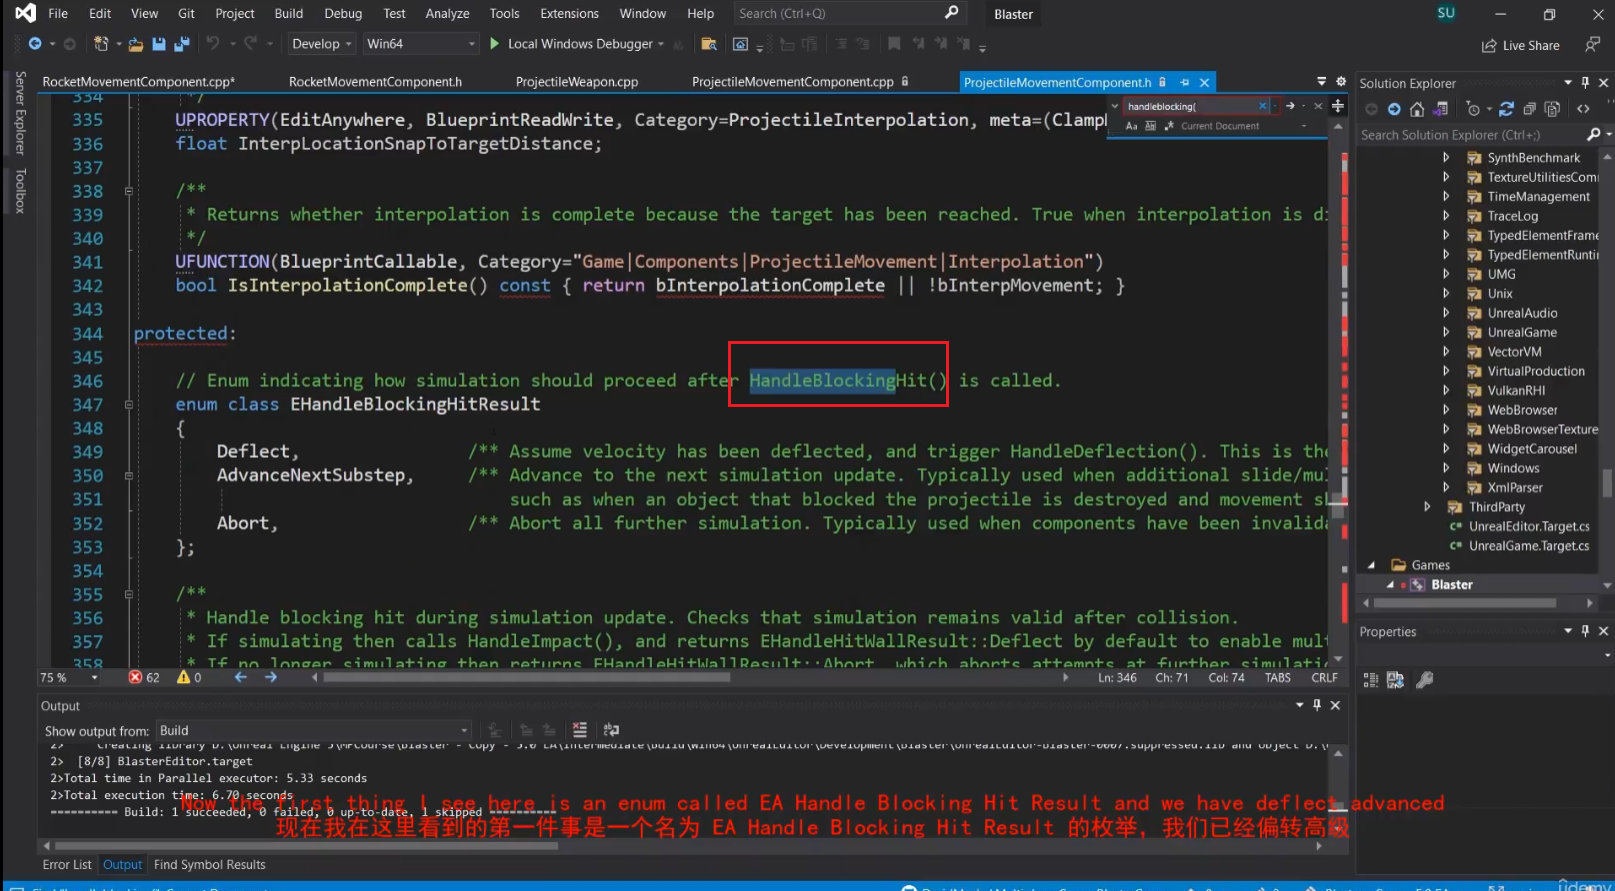 File Edit View Git Project Build Debug Test Analyze Tools Extensions Window Help Search (Ctrl+Q) Blaster SU
Develop Win64 Local Windows Debugger Live Share
Server Explorer
Toolbox
RocketMovementComponent.cpp* RocketMovementComponent.h ProjectileWeapon.cpp ProjectileMovementComponent.cpp ProjectileMovementComponent.h
handleblocking(
Aa Current Document
334 */
335 UPROPERTY(EditAnywhere, BlueprintReadWrite, Category=ProjectileInterpolation, meta=(Clamp
336 float InterpLocationSnapToTargetDistance;
337
338 /**
339 * Returns whether interpolation is complete because the target has been reached. True when interpolation is di
340 */
341 UFUNCTION(BlueprintCallable, Category="Game|Components|ProjectileMovement|Interpolation")
342 bool IsInterpolationComplete() const { return bInterpolationComplete || !bInterpMovement; }
343
344 protected:
345
346 // Enum indicating how simulation should proceed after HandleBlockingHit() is called.
347 enum class EHandleBlockingHitResult
348 {
349 Deflect, /** Assume velocity has been deflected, and trigger HandleDeflection(). This is the
350 AdvanceNextSubstep, /** Advance to the next simulation update. Typically used when additional slide/mul
351 such as when an object that blocked the projectile is destroyed and movement s
352 Abort, /** Abort all further simulation. Typically used when components have been invalida
353 };
354
355 /**
356 * Handle blocking hit during simulation update. Checks that simulation remains valid after collision.
357 * If simulating then calls HandleImpact(), and returns EHandleHitWallResult::Deflect by default to enable mul
358 * If no longer simulating then returns EHandleHitWallResult::Abort, which aborts attempts at further simulatio
75 % 62 0 Ln: 346 Ch: 71 Col: 74 TABS CRLF
Solution Explorer
Search Solution Explorer (Ctrl+;)
SynthBenchmark
TextureUtilitiesComm
TimeManagement
TraceLog
TypedElementFrame
TypedElementRunti
UMG
Unix
UnrealAudio
UnrealGame
VectorVM
VirtualProduction
VulkanRHI
WebBrowser
WebBrowserTexture
WidgetCarousel
Windows
XmlParser
ThirdParty
UnrealEditor.Target.cs
UnrealGame.Target.cs
Games
Blaster
Properties
Output
Show output from: Build
2> [8/8] BlasterEditor.target
2>Total time in Parallel executor: 5.33 seconds
2>Total execution time: 6.70 seconds
========== Build: 1 succeeded, 0 failed, 0 up-to-date, 1 skipped ==========
Now the first thing I see here is an enum called EA Handle Blocking Hit Result and we have deflect advanced
现在我在这里看到的第一件事是一个名为 EA Handle Blocking Hit Result 的枚举，我们已经偏转高级
Error List Output Find Symbol Results